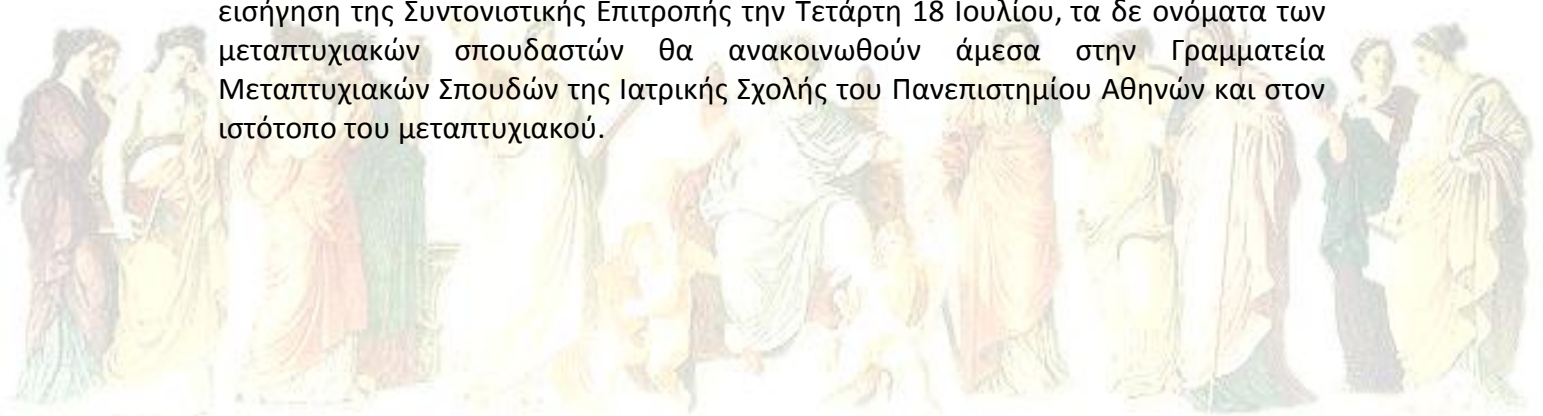 εισήγηση της Συντονιστικής Επιτροπής την Τετάρτη 18 Ιουλίου, τα δε ονόματα των
μεταπτυχιακών σπουδαστών θα ανακοινωθούν άμεσα στην Γραμματεία
Μεταπτυχιακών Σπουδών της Ιατρικής Σχολής του Πανεπιστημίου Αθηνών και στον
ιστότοπο του μεταπτυχιακού.